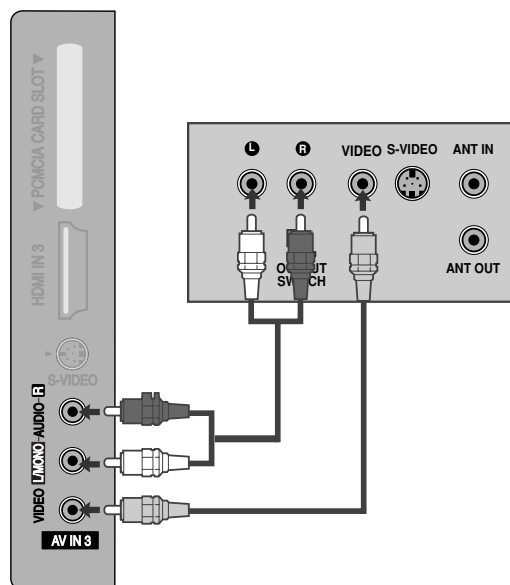 ▼ PCMCIA CARD SLOT ▼
HDMI IN 3
▼
S-VIDEO
VIDEO L/MONO-AUDIO-R
AV IN 3
L R VIDEO S-VIDEO ANT IN
ANT OUT
SWITCH